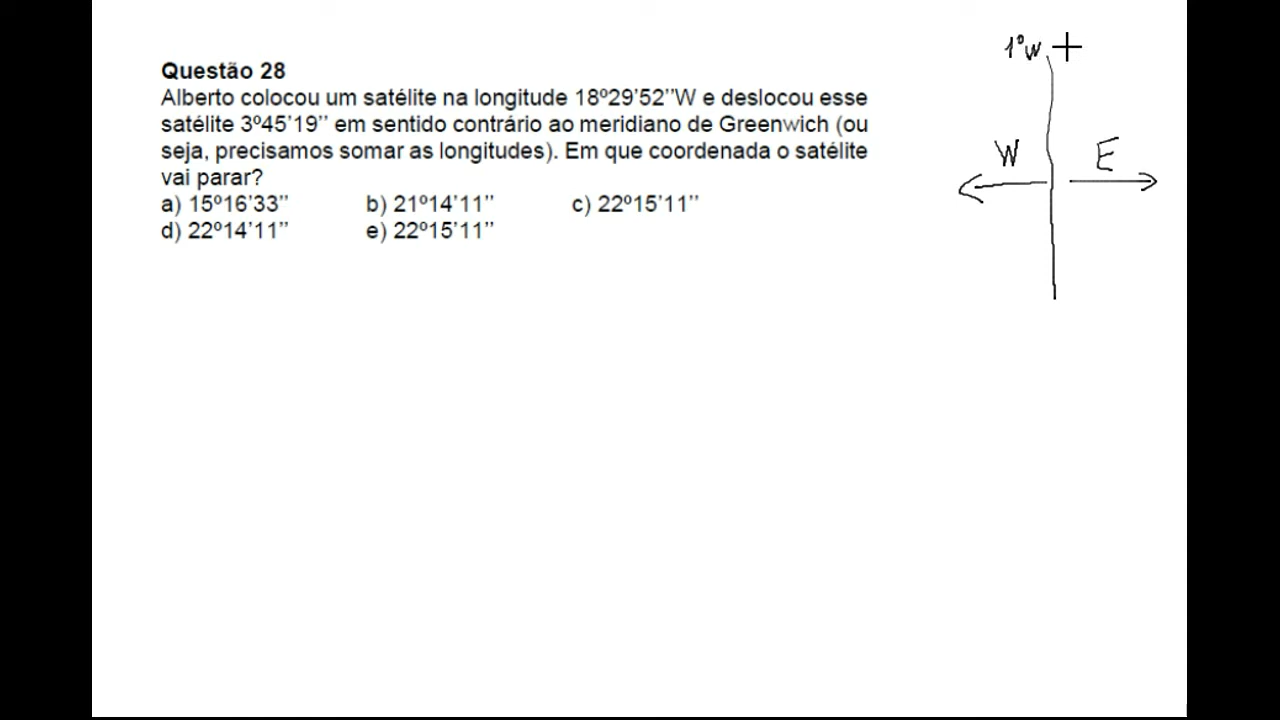 Questão 28
Alberto colocou um satélite na longitude 18º29’52’’W e deslocou esse
satélite 3º45’19’’ em sentido contrário ao meridiano de Greenwich (ou
seja, precisamos somar as longitudes). Em que coordenada o satélite
vai parar?
a) 15º16’33’’ b) 21º14’11’’ c) 22º15’11’’
d) 22º14’11’’ e) 22º15’11’’
1°W
W E